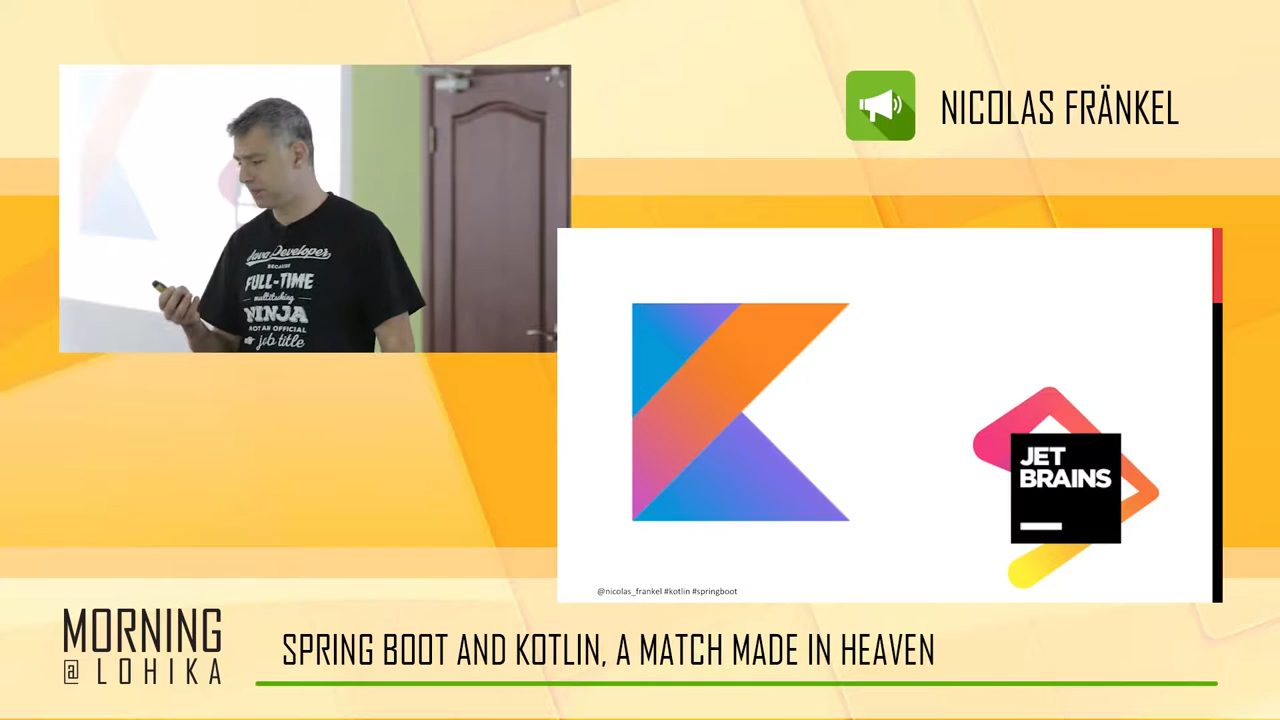 NICOLAS FRÄNKEL
Java Developer
BECAUSE
FULL-TIME
multitasking
NINJA
NOT AN OFFICIAL
job title
JET
BRAINS
@nicolas_frankel #kotlin #springboot
MORNING
@ LOHIKA
SPRING BOOT AND KOTLIN, A MATCH MADE IN HEAVEN